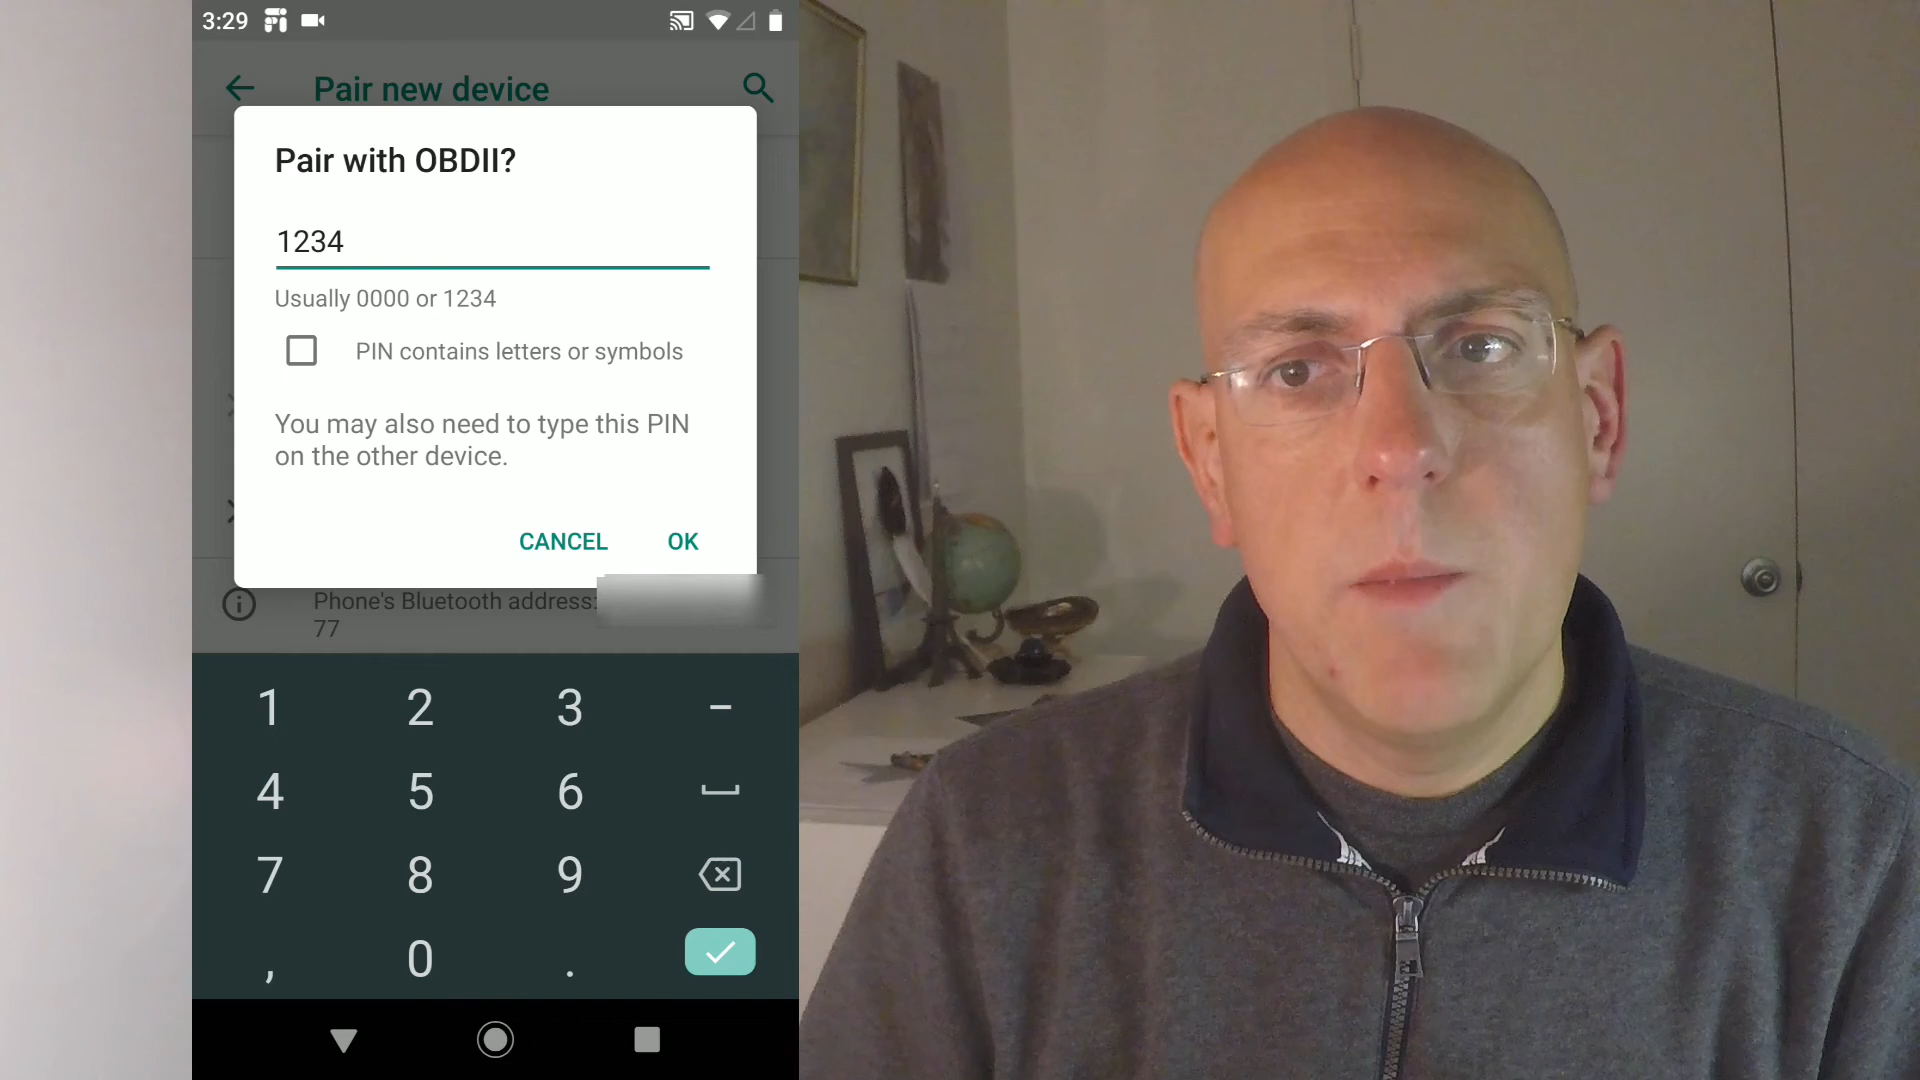 3:29
Pair new device
Pair with OBDII?
1234
Usually 0000 or 1234
PIN contains letters or symbols
You may also need to type this PIN
on the other device.
CANCEL OK
Phone's Bluetooth address:
77
1 2 3 –
4 5 6
7 8 9
, 0 .